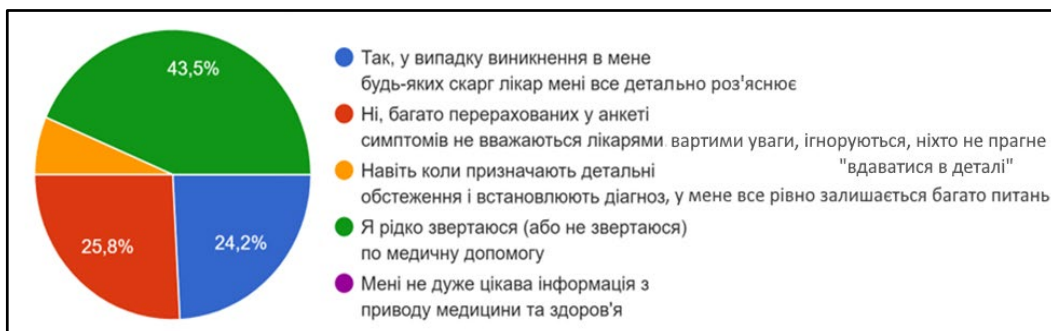 43,5%
25,8%
24,2%
Так, у випадку виникнення в мене
будь-яких скарг лікар мені все детально роз'яснює
Ні, багато перерахованих у анкеті
симптомів не вважаються лікарями вартими уваги, ігноруються, ніхто не прагне
"вдаватися в деталі"
Навіть коли призначають детальні
обстеження і встановлюють діагноз, у мене все рівно залишається багато питань
Я рідко звертаюся (або не звертаюся)
по медичну допомогу
Мені не дуже цікава інформація з
приводу медицини та здоров'я